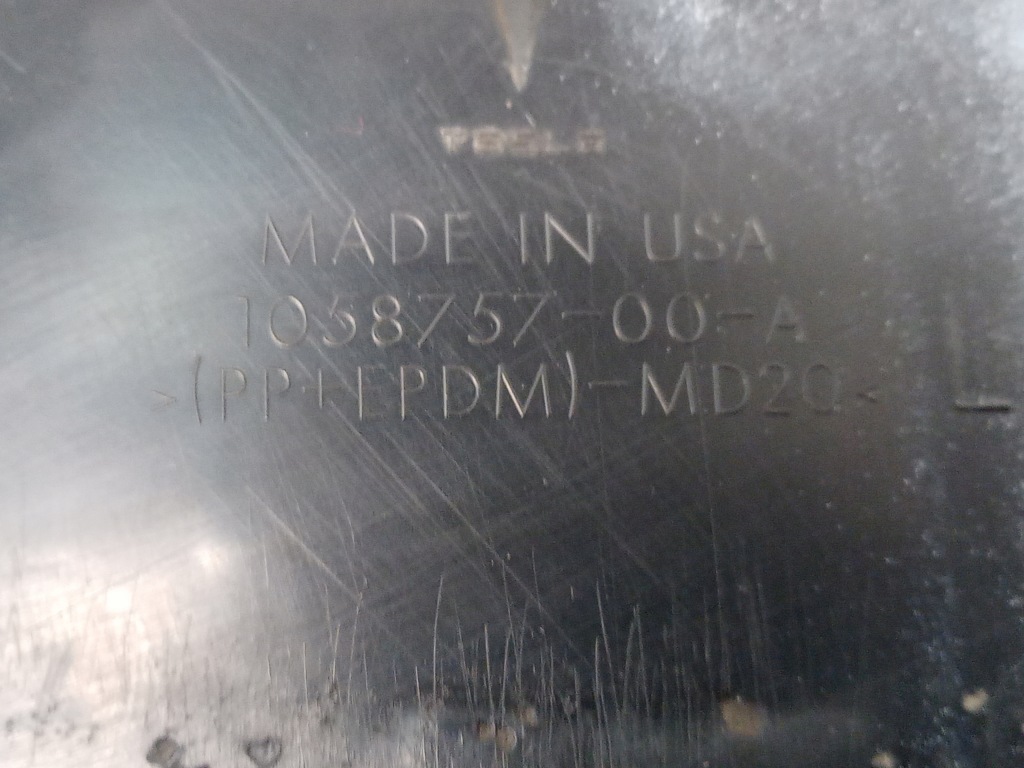 TESLA
MADE IN USA
1058757-00-A
>(PP+EPDM)-MD20<